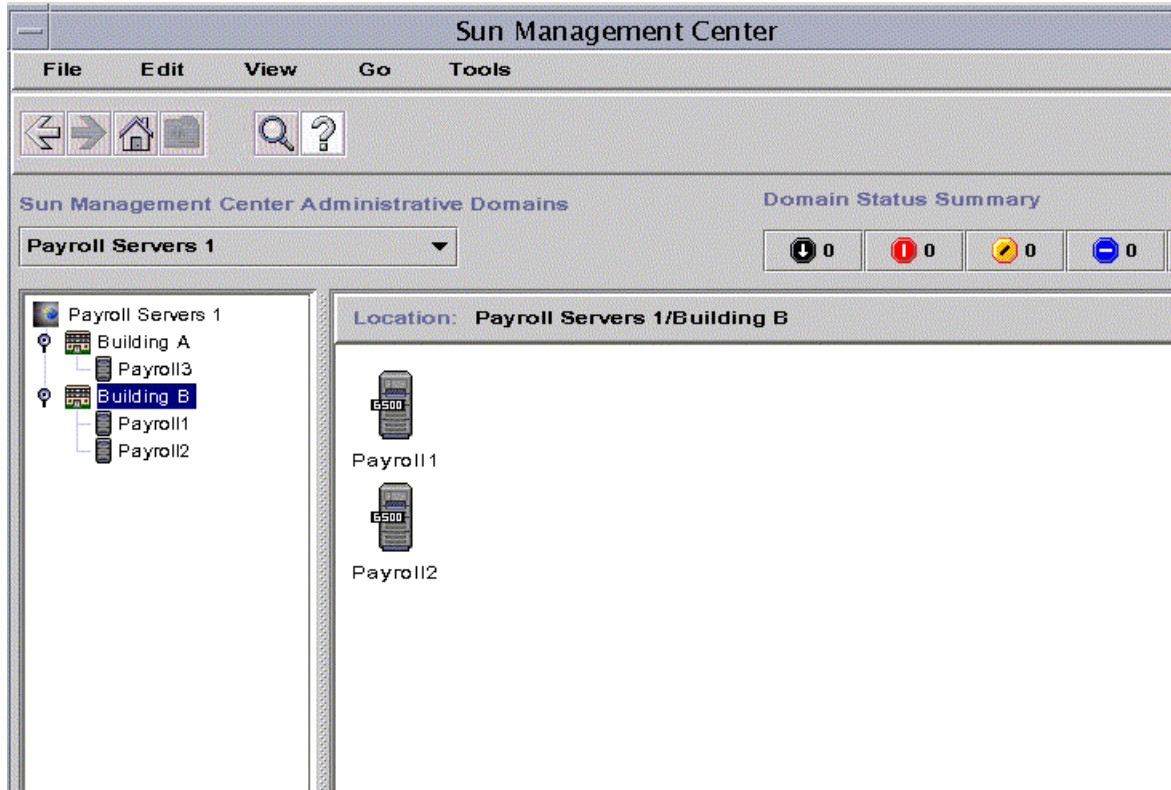 Sun Management Center
File Edit View Go Tools
Sun Management Center Administrative Domains
Domain Status Summary
Payroll Servers 1
0 0 0 0
Payroll Servers 1
Building A
Payroll3
Building B
Payroll1
Payroll2
Location: Payroll Servers 1/Building B
6500
Payroll1
6500
Payroll2